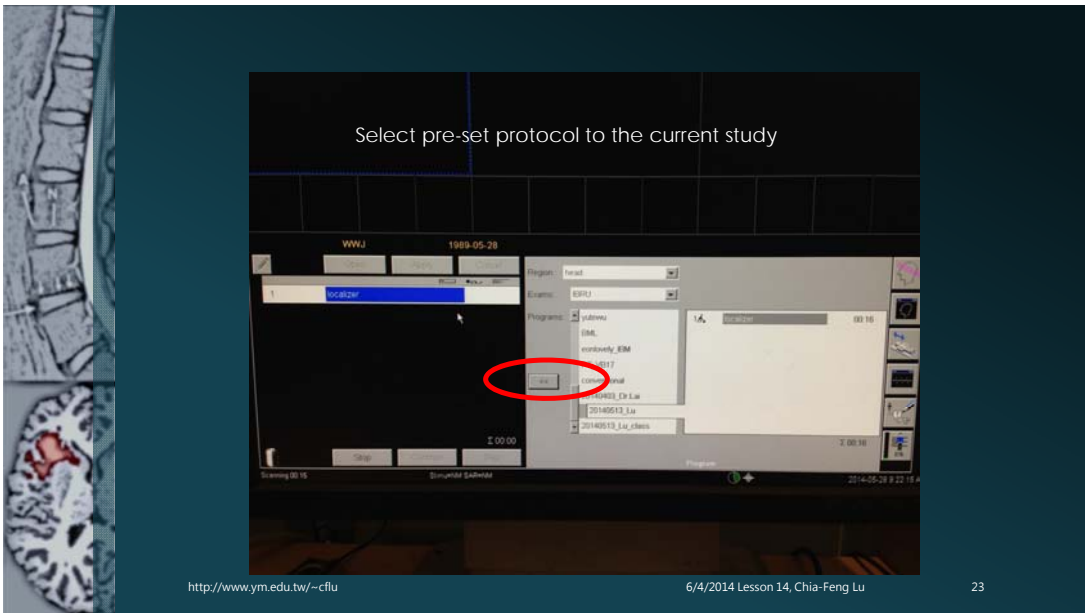 Select pre-set protocol to the current study
WWJ 1989-05-28
Region: head
1 localizer
Exams:
Programs: yutewu
localizer 00:16
BML
<<
conventional
20140403_Dr.Lai
20140513_Lu
20140513_Lu_class
Σ 00:00
Σ 00:16
Stop
Program
Scanning 00:16
http://www.ym.edu.tw/~cflu
6/4/2014 Lesson 14, Chia-Feng Lu
23